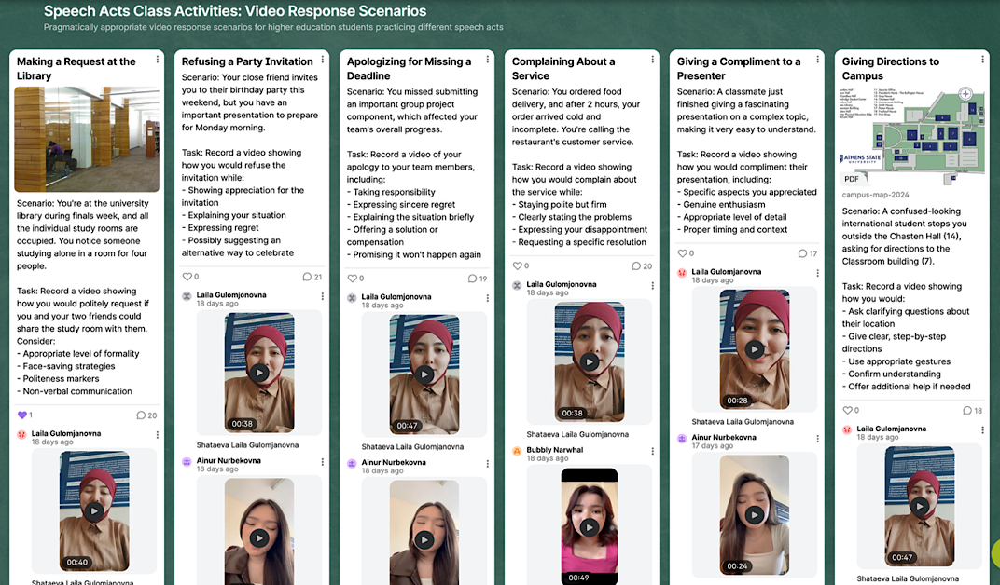 Speech Acts Class Activities: Video Response Scenarios
Pragmatically appropriate video response scenarios for higher education students practicing different speech acts
Making a Request at the
Library
Scenario: You're at the university
library during finals week, and all
the individual study rooms are
occupied. You notice someone
studying alone in a room for four
people.
Task: Record a video showing
how you would politely request if
you and your two friends could
share the study room with them.
Consider:
- Appropriate level of formality
- Face-saving strategies
- Politeness markers
- Non-verbal communication
1
20
Laila Gulomjanovna
18 days ago
00:40
Shataeva Laila Gulomjanovna
Refusing a Party Invitation
Scenario: Your close friend invites
you to their birthday party this
weekend, but you have an
important presentation to prepare
for Monday morning.
Task: Record a video showing
how you would refuse the
invitation while:
- Showing appreciation for the
invitation
- Explaining your situation
- Expressing regret
- Possibly suggesting an
alternative way to celebrate
0
21
Laila Gulomjonovna
18 days ago
00:38
Shataeva Laila Gulomjanovna
Ainur Nurbekovna
18 days ago
Apologizing for Missing a
Deadline
Scenario: You missed submitting
an important group project
component, which affected your
team's overall progress.
Task: Record a video of your
apology to your team members,
including:
- Taking responsibility
- Expressing sincere regret
- Explaining the situation briefly
- Offering a solution or
compensation
- Promising it won't happen again
0
19
Laila Gulomjonovna
18 days ago
00:47
Shataeva Laila Gulomjanovna
Ainur Nurbekovna
18 days ago
Complaining About a
Service
Scenario: You ordered food
delivery, and after 2 hours, your
order arrived cold and
incomplete. You're calling the
restaurant's customer service.
Task: Record a video showing
how you would complain about
the service while:
- Staying polite but firm
- Clearly stating the problems
- Expressing your disappointment
- Requesting a specific resolution
0
20
Laila Gulomjonovna
18 days ago
00:38
Shataeva Laila Gulomjanovna
Bubbly Narwhal
18 days ago
00:49
Giving a Compliment to a
Presenter
Scenario: A classmate just
finished giving a fascinating
presentation on a complex topic,
making it very easy to understand.
Task: Record a video showing
how you would compliment their
presentation, including:
- Specific aspects you appreciated
- Genuine enthusiasm
- Appropriate level of detail
- Proper timing and context
0
17
Laila Gulomjanovna
18 days ago
00:28
Shataeva Laila Gulomjanovna
Ainur Nurbekovna
17 days ago
00:24
Giving Directions to
Campus
ATHENS STATE
UNIVERSITY
PDF
campus-map-2024
Scenario: A confused-looking
international student stops you
outside the Chasten Hall (14),
asking for directions to the
Classroom building (7).
Task: Record a video showing
how you would:
- Ask clarifying questions about
their location
- Give clear, step-by-step
directions
- Use appropriate gestures
- Confirm understanding
- Offer additional help if needed
0
18
Laila Gulomjanovna
18 days ago
00:47
Shataeva Laila Gulomjanovna